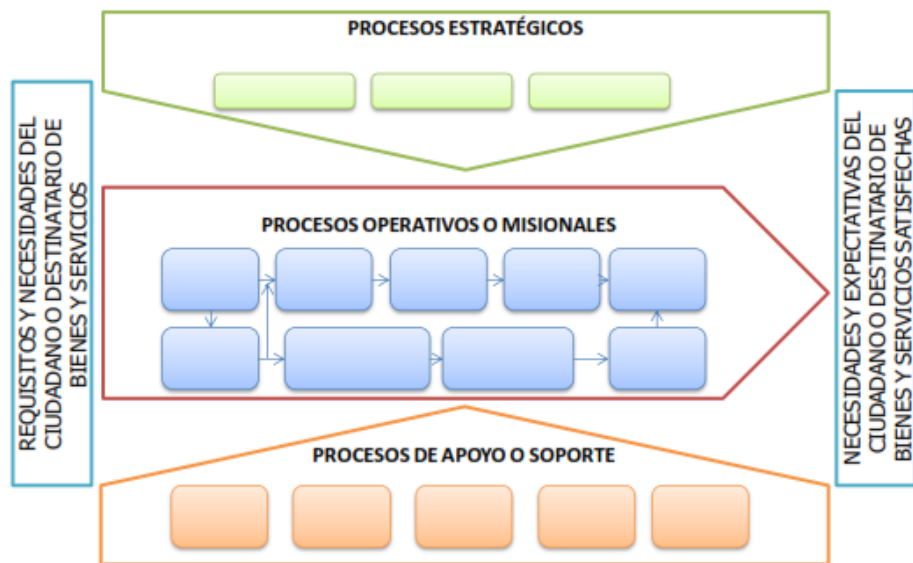 PROCESOS ESTRATÉGICOS
REQUISITOS Y NECESIDADES DEL
CIUDADANO O DESTINATARIO DE
BIENES Y SERVICIOS
PROCESOS OPERATIVOS O MISIONALES
NECESIDADES Y EXPECTATIVAS DEL
CIUDADANO O DESTINATARIO DE
BIENES Y SERVICIOS SATISFECHAS
PROCESOS DE APOYO O SOPORTE